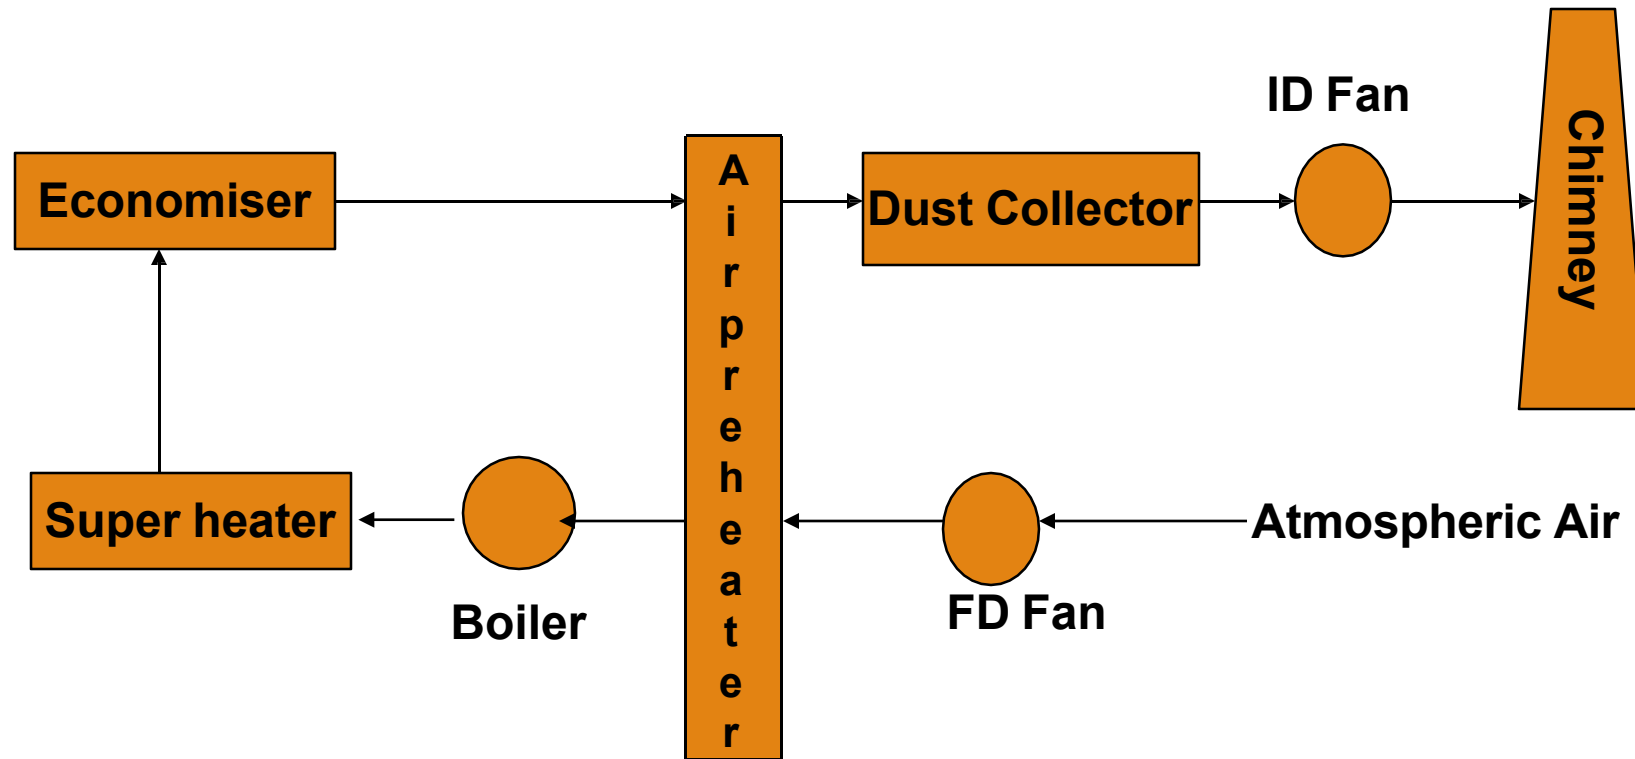 ID Fan
Chimney
Economiser
Airpreheater
Dust Collector
Super heater
Atmospheric Air
Boiler
FD Fan